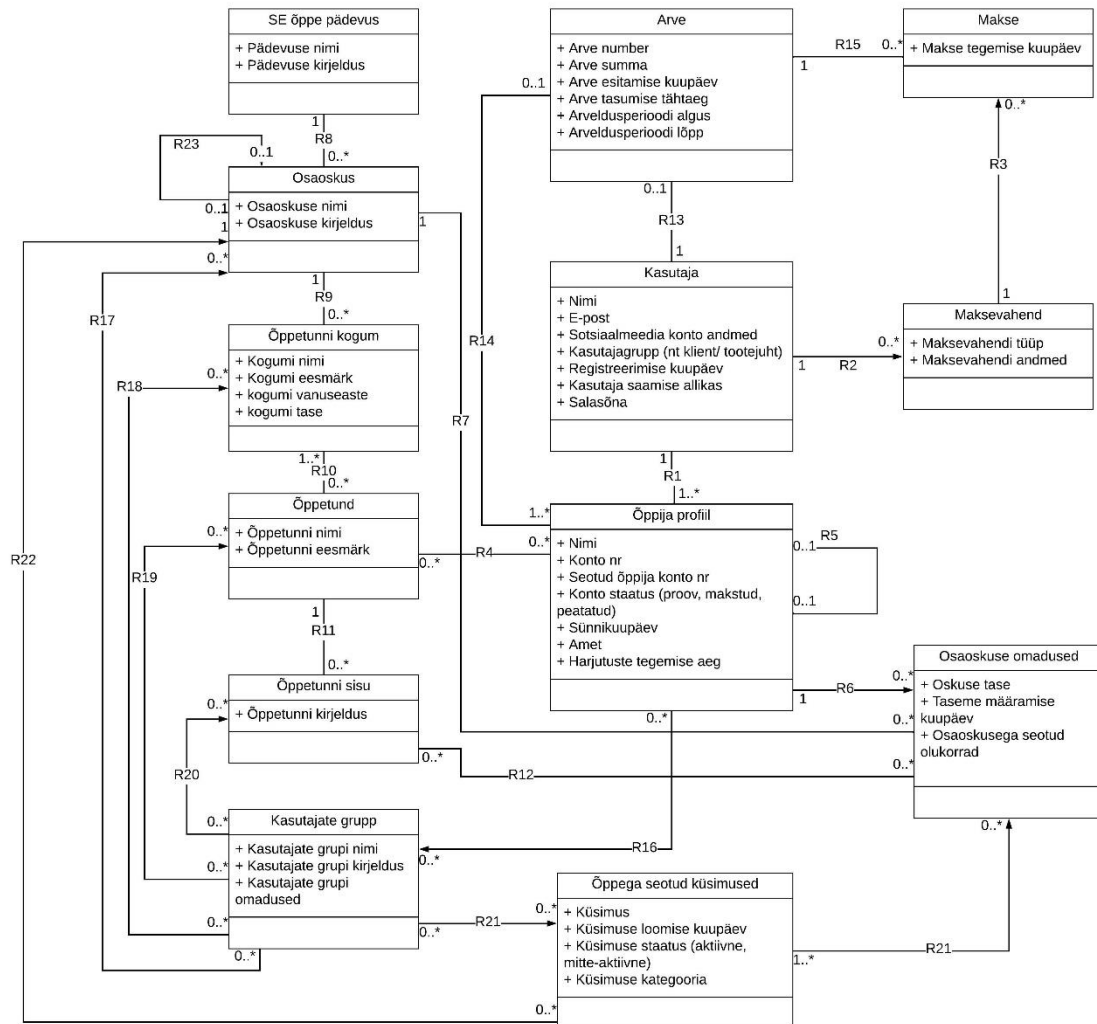 SE õppe pädevus
+ Pädevuse nimi
+ Pädevuse kirjeldus
1
R8
0..*
R23
0..1
Osaoskus
+ Osaoskuse nimi
+ Osaoskuse kirjeldus
0..1
1
0..*
1
1
R9
0..*
Õppetunni kogum
+ Kogumi nimi
+ Kogumi eesmärk
+ kogumi vanuseaste
+ kogumi tase
0..*
1..*
R10
0..*
Õppetund
+ Õppetunni nimi
+ Õppetunni eesmärk
0..*
0..*
R4
0..*
1
R11
0..*
Õppetunni sisu
+ Õppetunni kirjeldus
0..*
0..*
R12
0..*
Kasutajate grupp
+ Kasutajate grupi nimi
+ Kasutajate grupi kirjeldus
+ Kasutajate grupi
omadused
0..*
0..*
0..*
0..*
0..*
0..*
R17
R18
R19
R20
R22
R7
R14
Arve
+ Arve number
+ Arve summa
+ Arve esitamise kuupäev
+ Arve tasumise tähtaeg
+ Arveldusperioodi algus
+ Arveldusperioodi lõpp
0..1
1
R15
0..*
Makse
+ Makse tegemise kuupäev
0..*
R3
1
Maksevahend
+ Maksevahendi tüüp
+ Maksevahendi andmed
0..*
0..1
R13
1
Kasutaja
+ Nimi
+ E-post
+ Sotsiaalmeedia konto andmed
+ Kasutajagrupp (nt klient/ tootejuht)
+ Registreerimise kuupäev
+ Kasutaja saamise allikas
+ Salasõna
1
R2
1
R1
1..*
1..*
Õppija profiil
+ Nimi
+ Konto nr
+ Seotud õppija konto nr
+ Konto staatus (proov, makstud,
peatatud)
+ Sünnikuupäev
+ Amet
+ Harjutuste tegemise aeg
0..1
R5
0..1
R6
1
0..*
0..*
R16
Osaoskuse omadused
+ Oskuse tase
+ Taseme määramise
kuupäev
+ Osaoskusega seotud
olukorrad
0..*
0..*
R21
0..*
Õppega seotud küsimused
+ Küsimus
+ Küsimuse loomise kuupäev
+ Küsimuse staatus (aktiivne,
mitte-aktiivne)
+ Küsimuse kategooria
1..*
R21
0..*